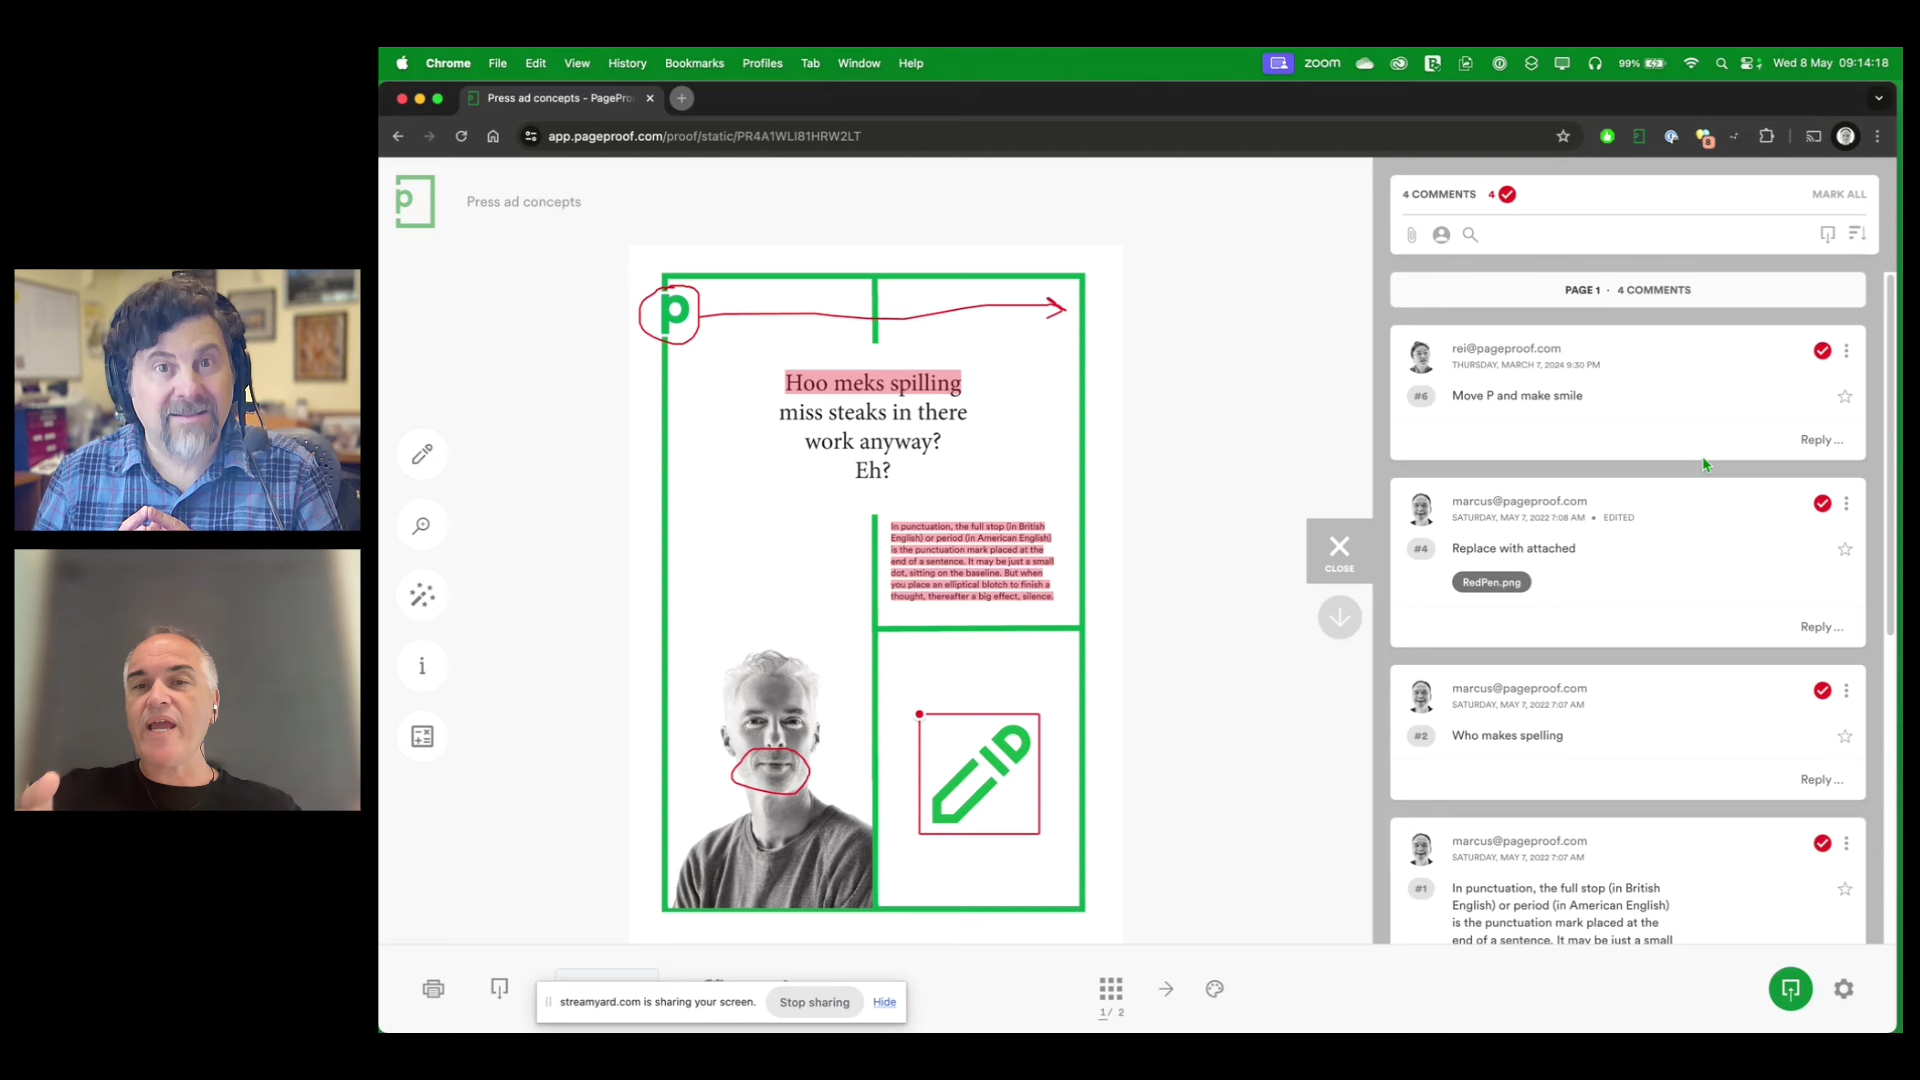 Chrome File Edit View History Bookmarks Profiles Tab Window Help
zoom 99% Wed 8 May 09:14:18
Press ad concepts - PagePro
app.pageproof.com/proof/static/PR4A1WLI81HRW2LT
8
p
Press ad concepts
p
Hoo meks spilling
miss steaks in there
work anyway?
Eh?
In punctuation, the full stop (in British
English) or period (in American English)
is the punctuation mark placed at the
end of a sentence. It may be just a small
dot, sitting on the baseline. But when
you place an elliptical blotch to finish a
thought, thereafter a big effect, silence.
CLOSE
4 COMMENTS 4
MARK ALL
PAGE 1 · 4 COMMENTS
rei@pageproof.com
THURSDAY, MARCH 7, 2024 9:30 PM
#6 Move P and make smile
Reply ...
marcus@pageproof.com
SATURDAY, MAY 7, 2022 7:08 AM • EDITED
#4 Replace with attached
RedPen.png
Reply ...
marcus@pageproof.com
SATURDAY, MAY 7, 2022 7:07 AM
#2 Who makes spelling
Reply ...
marcus@pageproof.com
SATURDAY, MAY 7, 2022 7:07 AM
#1 In punctuation, the full stop (in British
English) or period (in American English)
is the punctuation mark placed at the
end of a sentence. It may be just a small
streamyard.com is sharing your screen. Stop sharing Hide
1 / 2